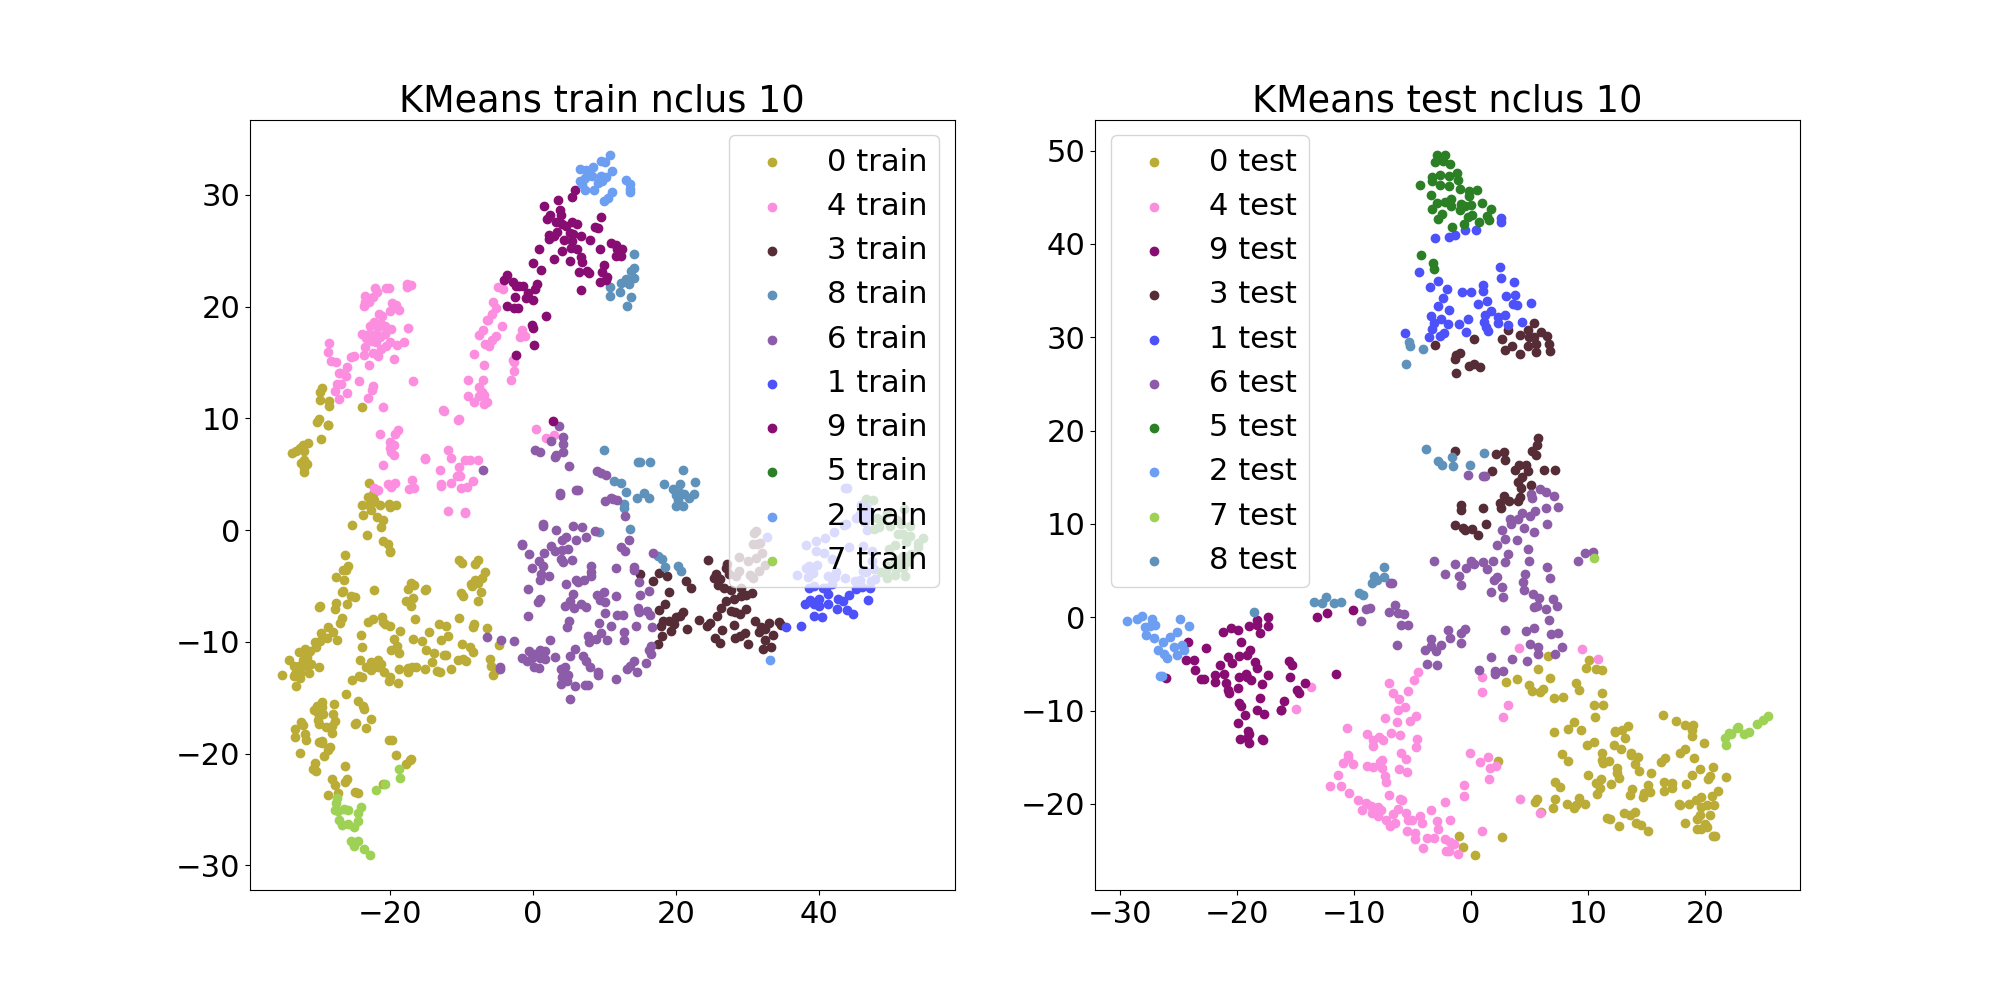 KMeans train nclus 10
30
20
10
0
−10
−20
−30
−20
0
20
40
0 train
4 train
3 train
8 train
6 train
1 train
9 train
5 train
2 train
7 train
KMeans test nclus 10
50
40
30
20
10
0
−10
−20
−30
−20
−10
0
10
20
0 test
4 test
9 test
3 test
1 test
6 test
5 test
2 test
7 test
8 test